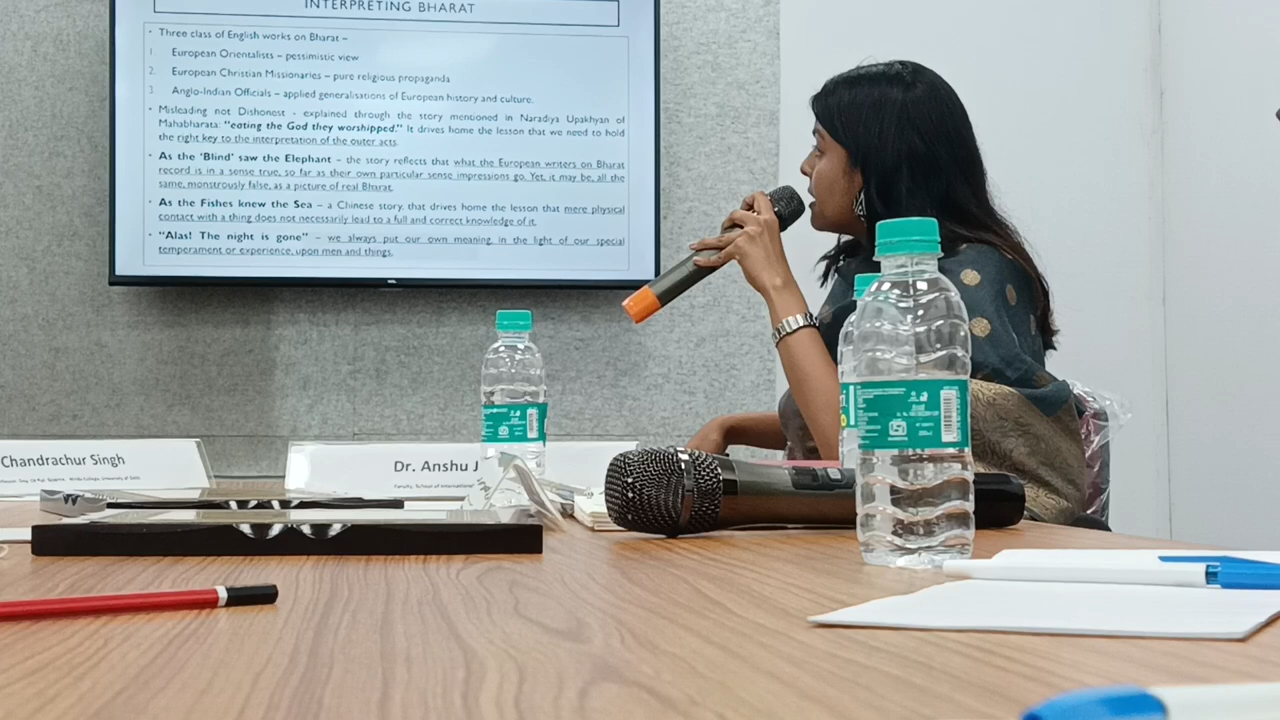 INTERPRETING BHARAT
• Three class of English works on Bharat –
1. European Orientalists – pessimistic view
2. European Christian Missionaries – pure religious propaganda
3. Anglo-Indian Officials – applied generalisations of European history and culture.
• Misleading not Dishonest - explained through the story mentioned in Naradiya Upakhyan of
Mahabharata: "eating the God they worshipped." It drives home the lesson that we need to hold
the right key to the interpretation of the outer acts.
• As the 'Blind' saw the Elephant – the story reflects that what the European writers on Bharat
record is in a sense true, so far as their own particular sense impressions go. Yet, it may be, all the
same, monstrously false, as a picture of real Bharat.
• As the Fishes knew the Sea – a Chinese story, that drives home the lesson that mere physical
contact with a thing does not necessarily lead to a full and correct knowledge of it.
• "Alas! The night is gone" – we always put our own meaning, in the light of our special
temperament or experience, upon men and things.
Chandrachur Singh
Dr. Anshu J
Faculty, School of International